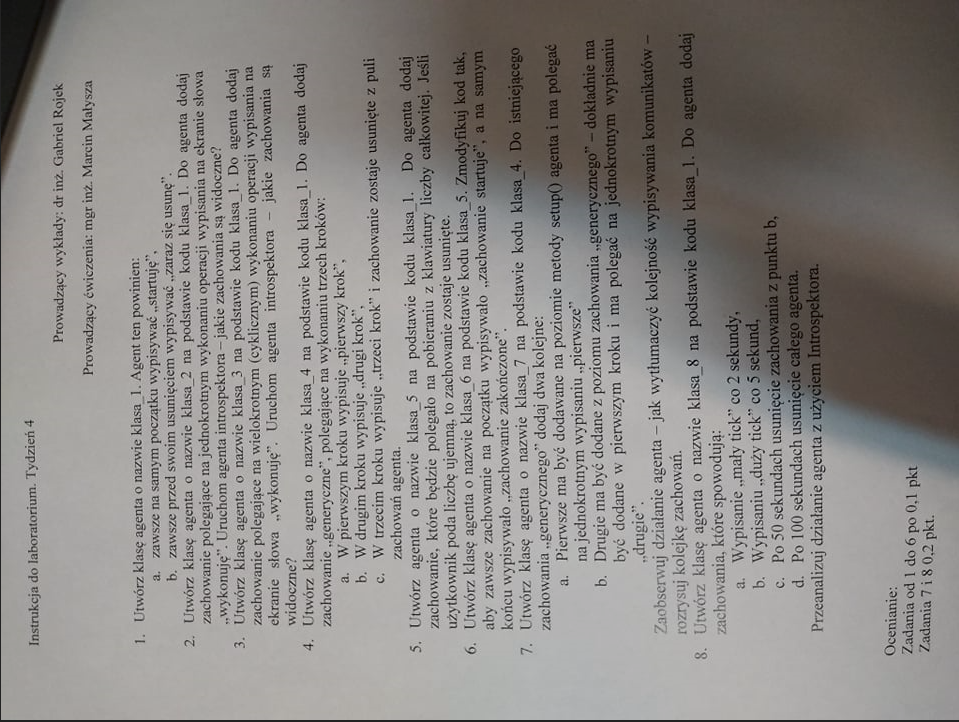 Instrukcja do laboratorium. Tydzień 4
Prowadzący wykłady: dr inż. Gabriel Rojek
Prowadzący ćwiczenia: mgr inż. Marcin Małysza
1. Utwórz klasę agenta o nazwie klasa_1. Agent ten powinien:
a. zawsze na samym początku wypisywać „startuję”,
b. zawsze przed swoim usunięciem wypisywać „zaraz się usunę”.
2. Utwórz klasę agenta o nazwie klasa_2 na podstawie kodu klasa_1. Do agenta dodaj
zachowanie polegające na jednokrotnym wykonaniu operacji wypisania na ekranie słowa
„wykonuję”. Uruchom agenta introspektora – jakie zachowania są widoczne?
3. Utwórz klasę agenta o nazwie klasa_3 na podstawie kodu klasa_1. Do agenta dodaj
zachowanie polegające na wielokrotnym (cyklicznym) wykonaniu operacji wypisania na
ekranie słowa „wykonuję”. Uruchom agenta introspektora – jakie zachowania są
widoczne?
4. Utwórz klasę agenta o nazwie klasa_4 na podstawie kodu klasa_1. Do agenta dodaj
zachowanie „generyczne”, polegające na wykonaniu trzech kroków:
a. W pierwszym kroku wypisuje „pierwszy krok”,
b. W drugim kroku wypisuje „drugi krok”,
c. W trzecim kroku wypisuje „trzeci krok” i zachowanie zostaje usunięte z puli
zachowań agenta.
5. Utwórz agenta o nazwie klasa_5 na podstawie kodu klasa_1. Do agenta dodaj
zachowanie, które będzie polegało na pobieraniu z klawiatury liczby całkowitej. Jeśli
użytkownik poda liczbę ujemną, to zachowanie zostaje usunięte.
6. Utwórz klasę agenta o nazwie klasa_6 na podstawie kodu klasa_5. Zmodyfikuj kod tak,
aby zawsze zachowanie na początku wypisywało „zachowanie startuje”, a na samym
końcu wypisywało „zachowanie zakończone”.
7. Utwórz klasę agenta o nazwie klasa_7 na podstawie kodu klasa_4. Do istniejącego
zachowania „generycznego” dodaj dwa kolejne:
a. Pierwsze ma być dodawane na poziomie metody setup() agenta i ma polegać
na jednokrotnym wypisaniu „pierwsze”
b. Drugie ma być dodane z poziomu zachowania „generycznego” – dokładnie ma
być dodane w pierwszym kroku i ma polegać na jednokrotnym wypisaniu
„drugie”.
Zaobserwuj działanie agenta – jak wytłumaczyć kolejność wypisywania komunikatów –
rozrysuj kolejkę zachowań.
8. Utwórz klasę agenta o nazwie klasa_8 na podstawie kodu klasa_1. Do agenta dodaj
zachowania, które spowodują:
a. Wypisanie „mały tick” co 2 sekundy,
b. Wypisaniu „duży tick” co 5 sekund,
c. Po 50 sekundach usunięcie zachowania z punktu b,
d. Po 100 sekundach usunięcie całego agenta.
Przeanalizuj działanie agenta z użyciem Introspektora.
Ocenianie:
Zadania od 1 do 6 po 0,1 pkt
Zadania 7 i 8 0,2 pkt.